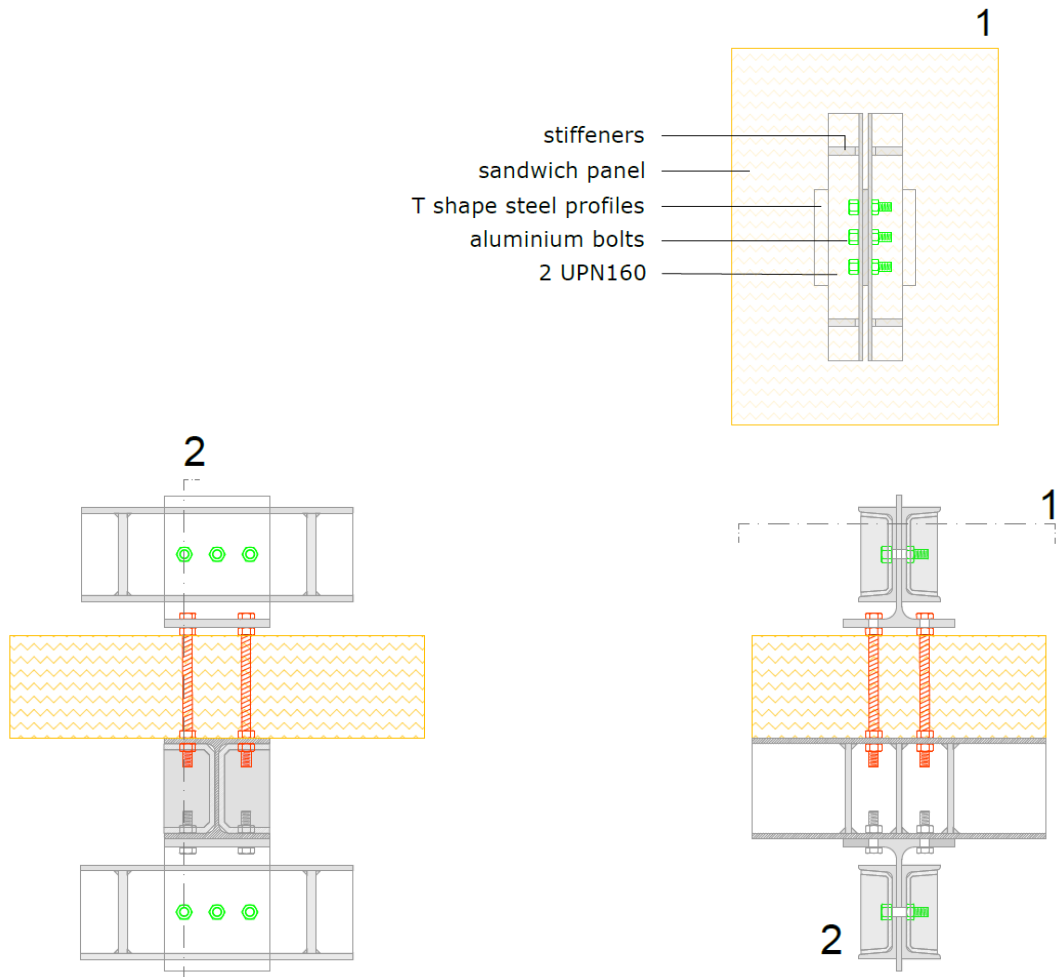 1
stiffeners
sandwich panel
T shape steel profiles
aluminium bolts
2 UPN160
2
1
2